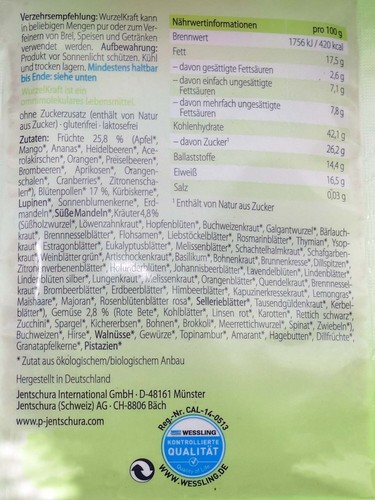 Verzehrsempfehlung: WurzelKraft kann
in beliebigen Mengen pur oder zum Ver-
feinern von Brei, Speisen und Getränken
verwendet werden. Aufbewahrung:
Produkt vor Sonnenlicht schützen. Kühl
und trocken lagern. Mindestens haltbar
bis Ende: siehe unten
WurzelKraft ist ein
omnimolekulares Lebensmittel
ohne Zuckerzusatz (enthält von Natur
aus Zucker) · glutenfrei · laktosefrei
Zutaten: Früchte 25,8 % (Apfel*,
Mango*, Ananas*, Heidelbeeren*, Ace-
rolakirschen*, Orangen*, Preiselbeeren*,
Brombeeren*, Aprikosen*, Orangen-
schalen*, Cranberries*, Zitronenscha-
len*), Blütenpollen* 17 %, Kürbiskerne*,
Lupinen*, Sonnenblumenkerne*, Erd-
mandeln*, Süße Mandeln*, Kräuter 4,8%
(Süßholzwurzel*, Löwenzahnkraut*, Hopfenblüten*, Buchweizenkraut*, Galgantwurzel*, Bärlauch-
kraut*, Brennnesselblätter*, Flohsamen*, Liebstöckelblätter*, Rosmarinblätter*, Thymian*, Ysop-
kraut*, Estragonblätter*, Eukalyptusblätter*, Melissenblätter*, Schachtelhalmkraut*, Schafgarben-
kraut*, Weinblätter grün*, Artischockenkraut*, Basilikum*, Bohnenkraut*, Brunnenkresse*, Dillspitzen*,
Zitronenverbenenblätter*, Holunderblüten*, Johannisbeerblätter*, Lavendelblüten*, Lindenblätter*,
Lindenblüten silber*, Lungenkraut*, Melissenkraut*, Orangenblätter*, Quendelkraut*, Brennnessel-
kraut*, Brombeerblätter*, Erdbeerblätter*, Himbeerblätter*, Kapuzinerkressekraut*, Lemongras*,
Maishaare*, Majoran*, Rosenblütenblätter rosa*, Sellerieblätter*, Tausendgüldenkraut*, Kerbel-
blätter*), Gemüse 2,8 % (Rote Bete*, Kohlblätter*, Linsen rot*, Karotten*, Rettich schwarz*,
Zucchini*, Spargel*, Kichererbsen*, Bohnen*, Brokkoli*, Meerrettichwurzel*, Spinat*, Zwiebeln*),
Buchweizen*, Hirse*, Walnüsse*, Gewürze*, Topinambur*, Amarant*, Hagebutten*, Dillfrüchte*,
Granatapfelkerne*, Pistazien*
*Zutat aus ökologischem/biologischem Anbau
Hergestellt in Deutschland
Jentschura International GmbH · D-48161 Münster
Jentschura (Schweiz) AG · CH-8806 Bäch
www.p-jentschura.com
Nährwertinformationen pro 100 g
Brennwert 1756 kJ / 420 kcal
Fett 17,5 g
– davon gesättigte Fettsäuren 2,6 g
– davon einfach ungesättigte
Fettsäuren 7,1 g
– davon mehrfach ungesättigte
Fettsäuren 7,8 g
Kohlenhydrate 42,1 g
– davon Zucker¹ 26,2 g
Ballaststoffe 14,4 g
Eiweiß 16,5 g
Salz 0,03 g
¹ Enthält von Natur aus Zucker
Reg.-Nr. CAL-14-0513
WESSLING
KONTROLLIERTE
QUALITÄT
Quality of Life
WWW.WESSLING.DE